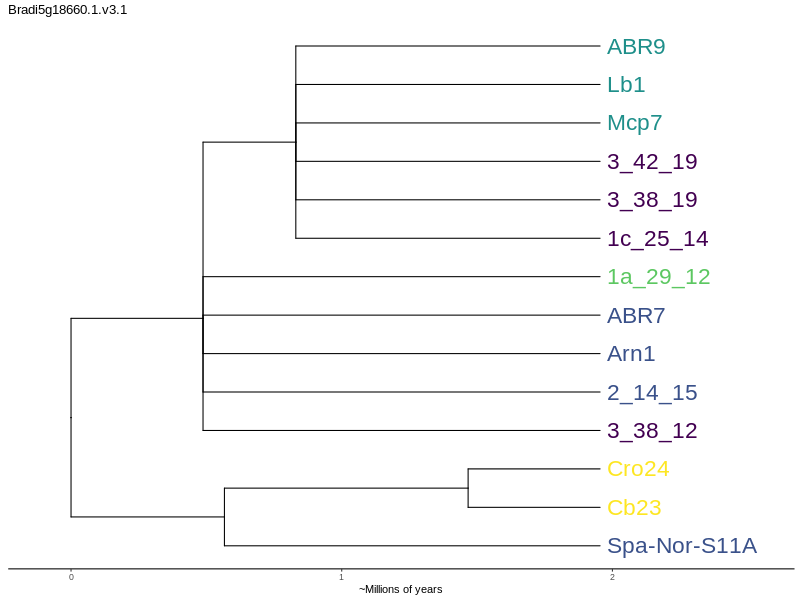 Bradi5g18660.1.v3.1
ABR9
Lb1
Mcp7
3_42_19
3_38_19
1c_25_14
1a_29_12
ABR7
Arn1
2_14_15
3_38_12
Cro24
Cb23
Spa-Nor-S11A
0 1 2
~Millions of years